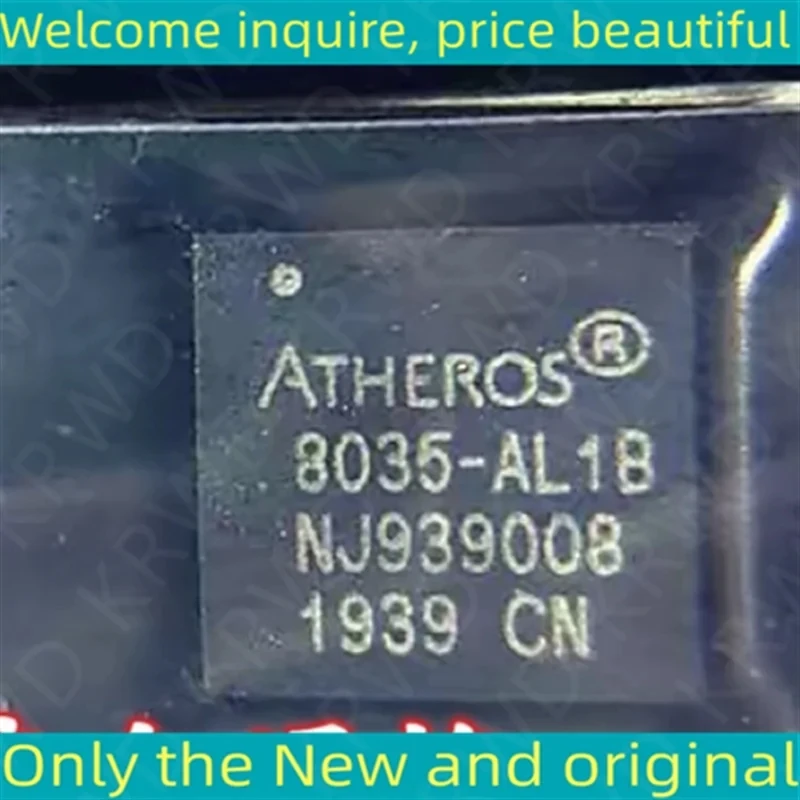 Welcome inquire, price beautiful
ATHEROS®
8035-AL1B
NJ939008
1939 CN
Only the New and original